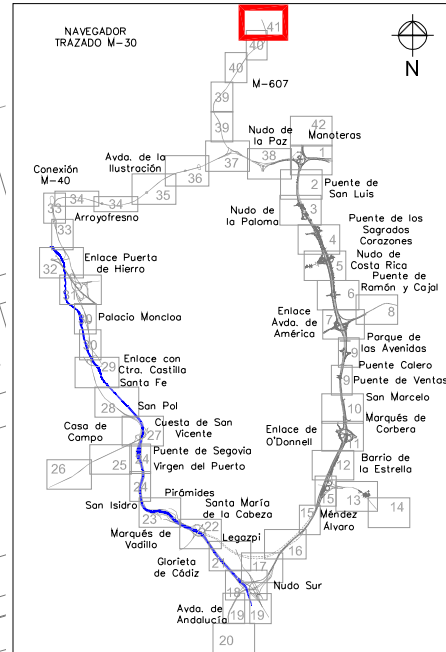 NAVEGADOR
TRAZADO M-30
41
N
40
40
M-607
39
39
Nudo de
la Paz
42
Manoteras
1
Avda. de la
Ilustración
37
38
36
35
2
Puente de
San Luis
Conexión
M-40
34
34
33
Arroyofresno
33
Nudo de
la Paloma
3
Puente de los
Sagrados
Corazones
4
Nudo de
Costa Rica
5
Enlace Puerta
de Hierro
32
Puente de
Ramón y Cajal
6
8
Palacio Moncloa
Enlace
Avda. de
América
7
Parque de
las Avenidas
9
Enlace con
Ctra. Castilla
29
Santa Fe
Puente Calero
9
Puente de Ventas
28
San Pol
San Marcelo
10
Casa de
Campo
Cuesta de San
Vicente
27
Marqués de
Corbera
Enlace de
O'Donnell
11
Puente de Segovia
24
26
25
Virgen del Puerto
Barrio de
la Estrella
12
24
15
13
14
Pirámides
San Isidro
23
Santa María
de la Cabeza
22
15
Méndez
Álvaro
Marqués de
Vadillo
Legazpi
16
Glorieta
de Cádiz
21
17
18
Nudo Sur
Avda. de
Andalucía
19
19
20